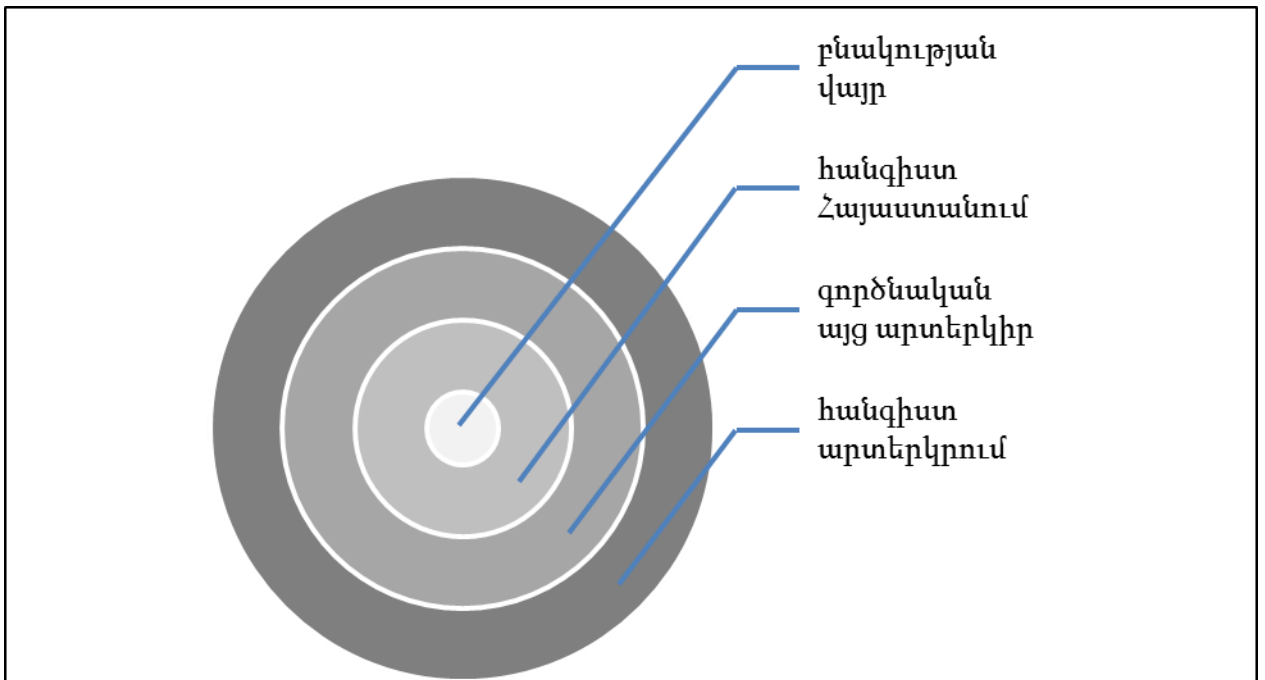 բնակության
վայր
հանգիստ
Հայաստանում
գործնական
այց արտերկիր
հանգիստ
արտերկրում